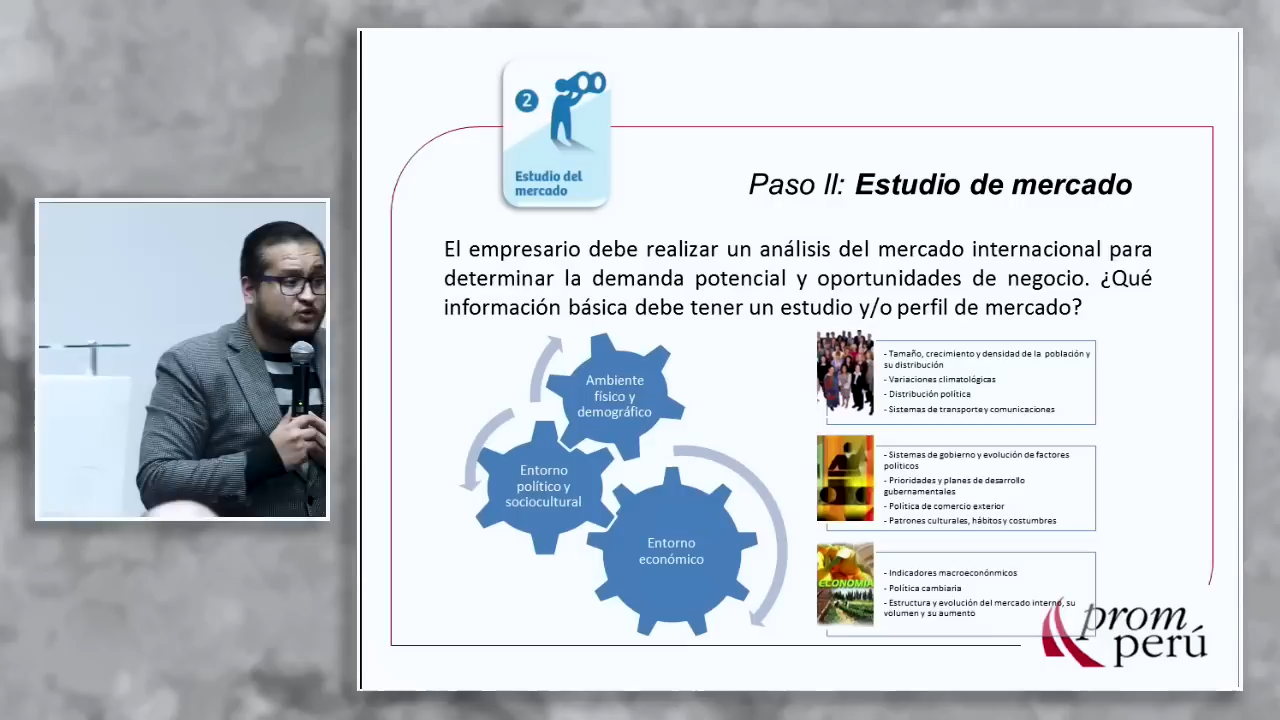 2
Estudio del
mercado
Paso II: Estudio de mercado
El empresario debe realizar un análisis del mercado internacional para
determinar la demanda potencial y oportunidades de negocio. ¿Qué
información básica debe tener un estudio y/o perfil de mercado?
Ambiente
físico y
demográfico
Entorno
político y
sociocultural
Entorno
económico
- Tamaño, crecimiento y densidad de la población y
su distribución
- Variaciones climatológicas
- Distribución política
- Sistemas de transporte y comunicaciones
- Sistemas de gobierno y evolución de factores
políticos
- Prioridades y planes de desarrollo
gubernamentales
- Política de comercio exterior
- Patrones culturales, hábitos y costumbres
ECONOMIA
- Indicadores macroeconónmicos
- Política cambiaria
- Estructura y evolución del mercado interno, su
volumen y su aumento
prom
perú